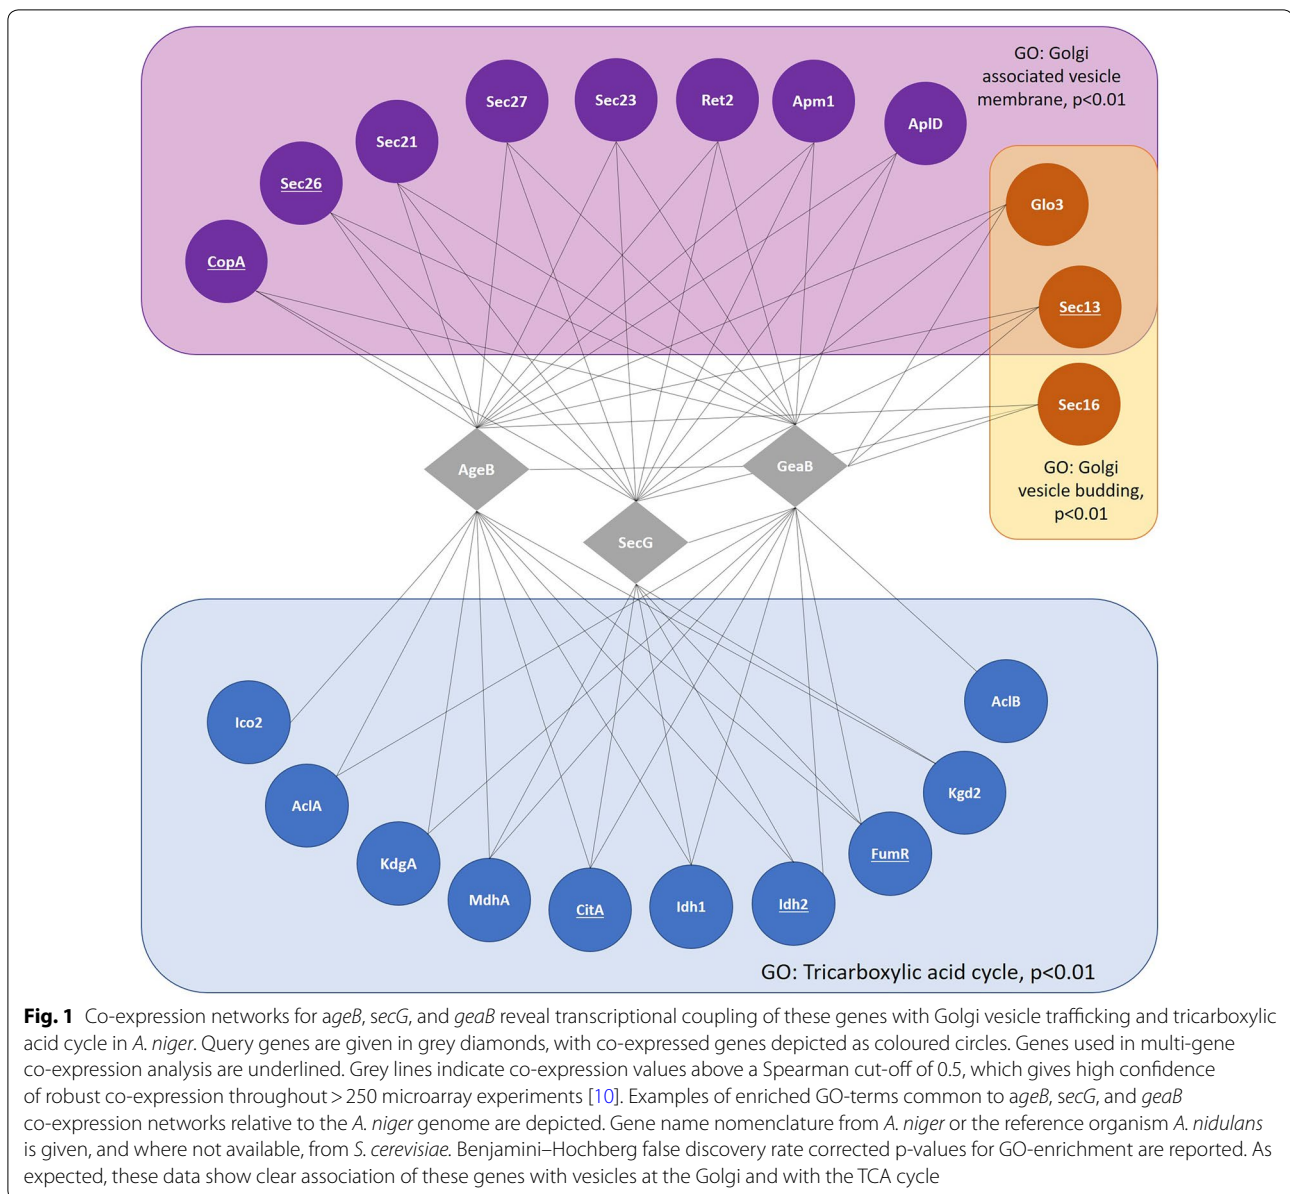 GO: Golgi
associated vesicle
membrane, p<0.01
Sec27
Sec23
Ret2
Apm1
AplD
Sec21
Sec26
CopA
Glo3
Sec13
Sec16
GO: Golgi
vesicle budding,
p<0.01
AgeB
GeaB
SecG
Ico2
AclA
KdgA
MdhA
CitA
Idh1
Idh2
FumR
Kgd2
AclB
GO: Tricarboxylic acid cycle, p<0.01
Fig. 1 Co-expression networks for ageB, secG, and geaB reveal transcriptional coupling of these genes with Golgi vesicle trafficking and tricarboxylic
acid cycle in A. niger. Query genes are given in grey diamonds, with co-expressed genes depicted as coloured circles. Genes used in multi-gene
co-expression analysis are underlined. Grey lines indicate co-expression values above a Spearman cut-off of 0.5, which gives high confidence
of robust co-expression throughout > 250 microarray experiments [10]. Examples of enriched GO-terms common to ageB, secG, and geaB
co-expression networks relative to the A. niger genome are depicted. Gene name nomenclature from A. niger or the reference organism A. nidulans
is given, and where not available, from S. cerevisiae. Benjamini–Hochberg false discovery rate corrected p-values for GO-enrichment are reported. As
expected, these data show clear association of these genes with vesicles at the Golgi and with the TCA cycle